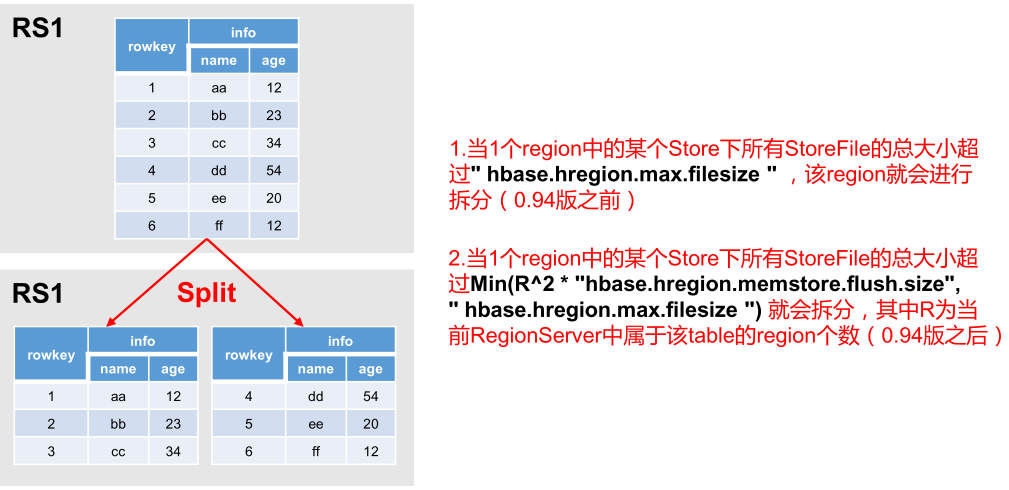 RS1
rowkey info
name age
1 aa 12
2 bb 23
3 cc 34
4 dd 54
5 ee 20
6 ff 12
RS1
Split
rowkey info
name age
1 aa 12
2 bb 23
3 cc 34
rowkey info
name age
4 dd 54
5 ee 20
6 ff 12
1.当1个region中的某个Store下所有StoreFile的总大小超
过" hbase.hregion.max.filesize " ，该region就会进行
拆分（0.94版之前）
2.当1个region中的某个Store下所有StoreFile的总大小超
过Min(R^2 * "hbase.hregion.memstore.flush.size",
" hbase.hregion.max.filesize ") 就会拆分，其中R为当
前RegionServer中属于该table的region个数（0.94版之后）